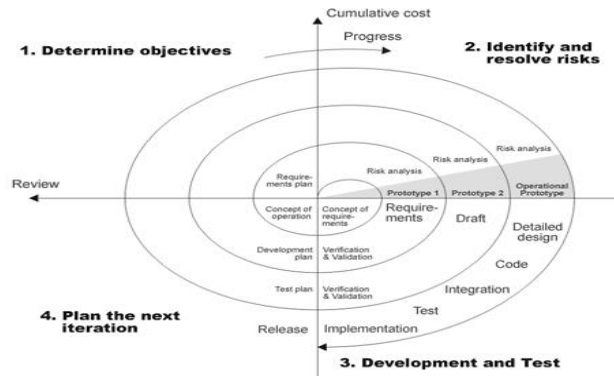 Cumulative cost
1. Determine objectives
Progress
2. Identify and
resolve risks
Risk analysis
Risk analysis
Risk analysis
Require-
ments plan
Prototype 1
Prototype 2
Operational
Prototype
Review
Concept of
operation
Concept of
require-
ments
Require-
ments
Draft
Detailed
design
Development
plan
Verification
& Validation
Code
Test plan
Verification
& Validation
Integration
Test
4. Plan the next
iteration
Release
Implementation
3. Development and Test